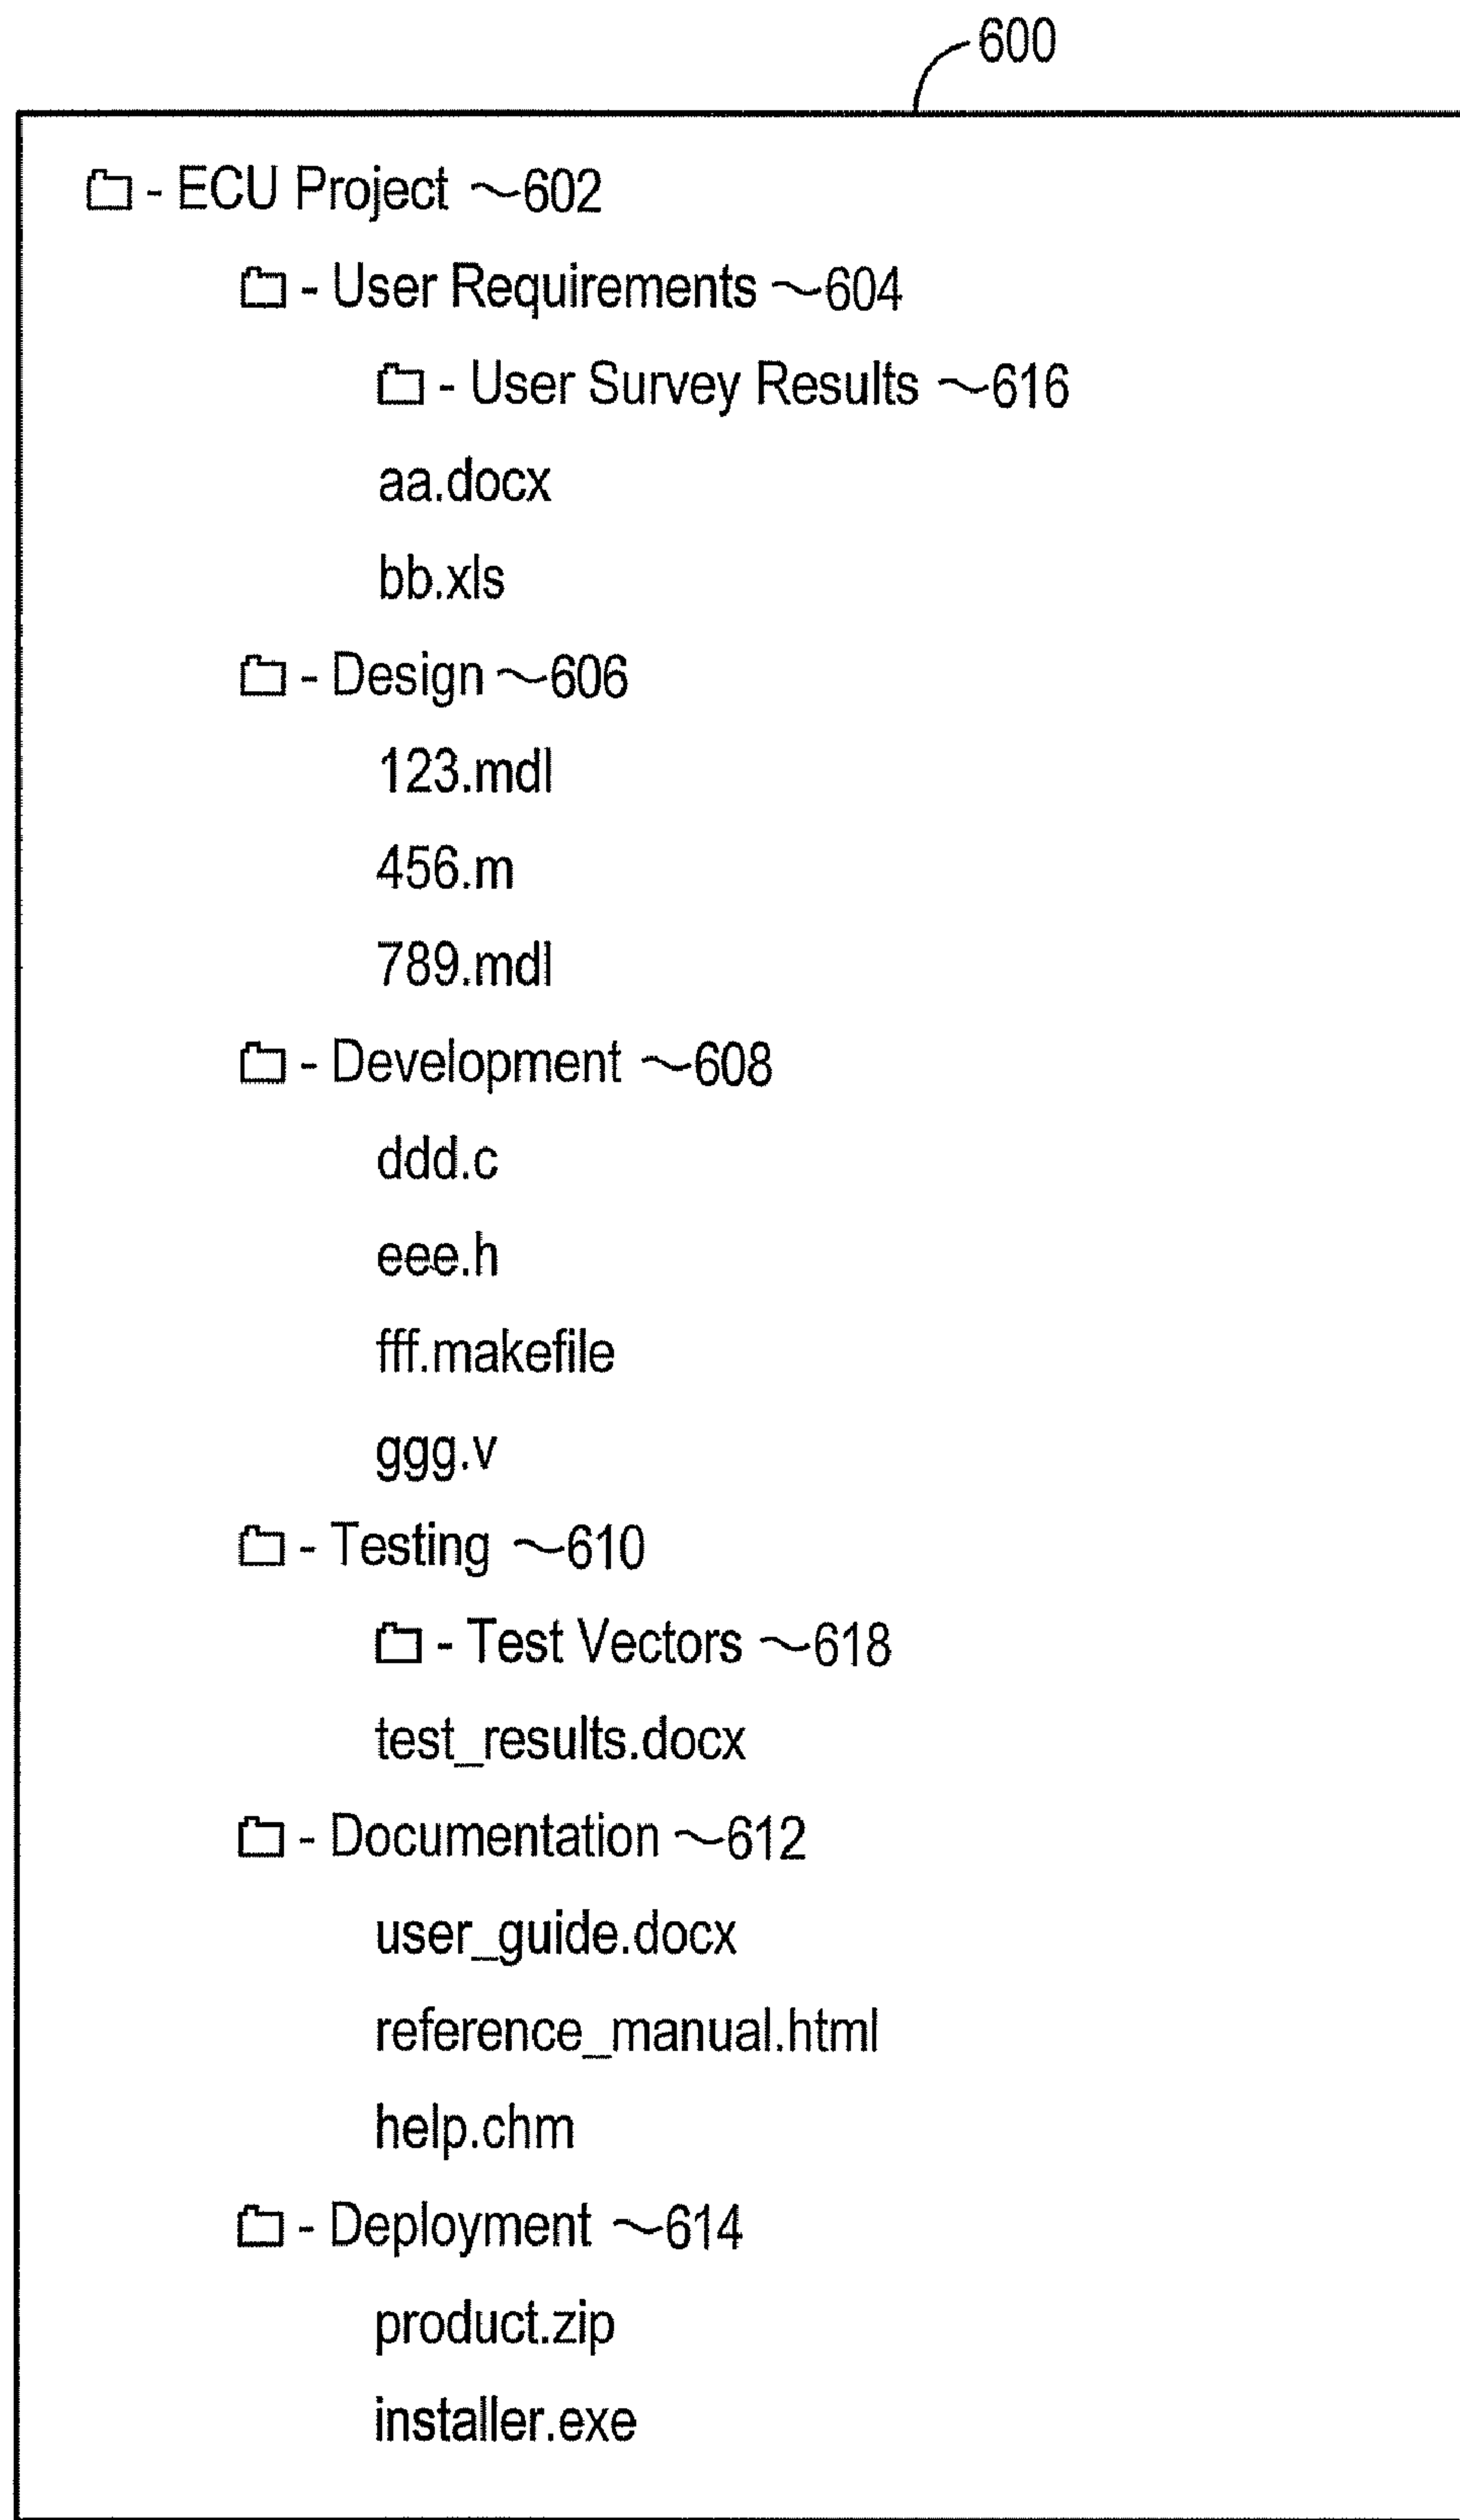 600
- ECU Project ~602
- User Requirements ~604
- User Survey Results ~616
aa.docx
bb.xls
- Design ~606
123.mdl
456.m
789.mdl
- Development ~608
ddd.c
eee.h
fff.makefile
ggg.v
- Testing ~610
- Test Vectors ~618
test_results.docx
- Documentation ~612
user_guide.docx
reference_manual.html
help.chm
- Deployment ~614
product.zip
installer.exe